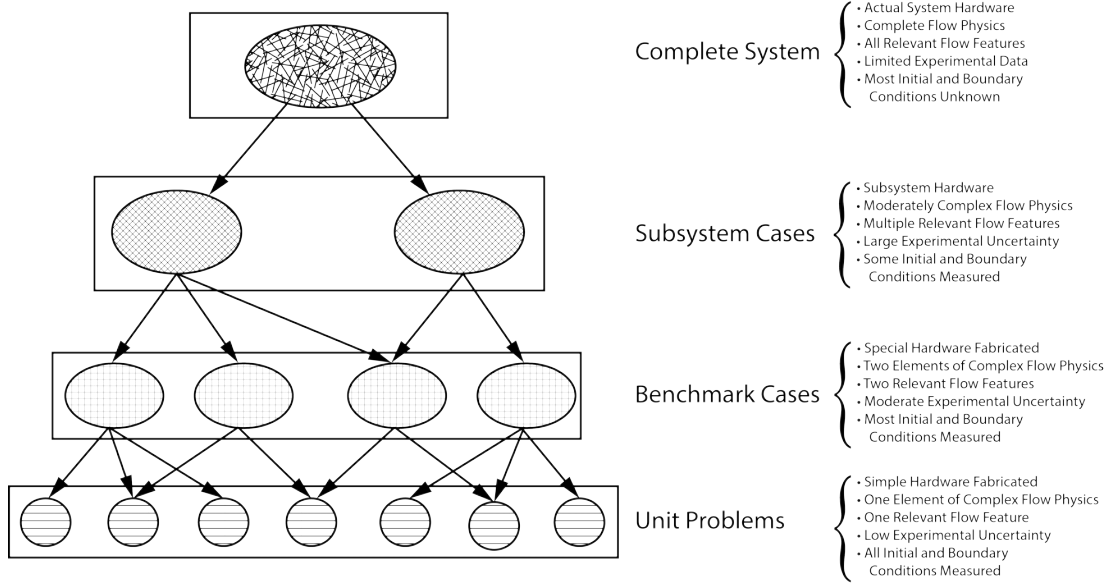 Complete System
• Actual System Hardware
• Complete Flow Physics
• All Relevant Flow Features
• Limited Experimental Data
• Most Initial and Boundary
Conditions Unknown
Subsystem Cases
• Subsystem Hardware
• Moderately Complex Flow Physics
• Multiple Relevant Flow Features
• Large Experimental Uncertainty
• Some Initial and Boundary
Conditions Measured
Benchmark Cases
• Special Hardware Fabricated
• Two Elements of Complex Flow Physics
• Two Relevant Flow Features
• Moderate Experimental Uncertainty
• Most Initial and Boundary
Conditions Measured
Unit Problems
• Simple Hardware Fabricated
• One Element of Complex Flow Physics
• One Relevant Flow Feature
• Low Experimental Uncertainty
• All Initial and Boundary
Conditions Measured